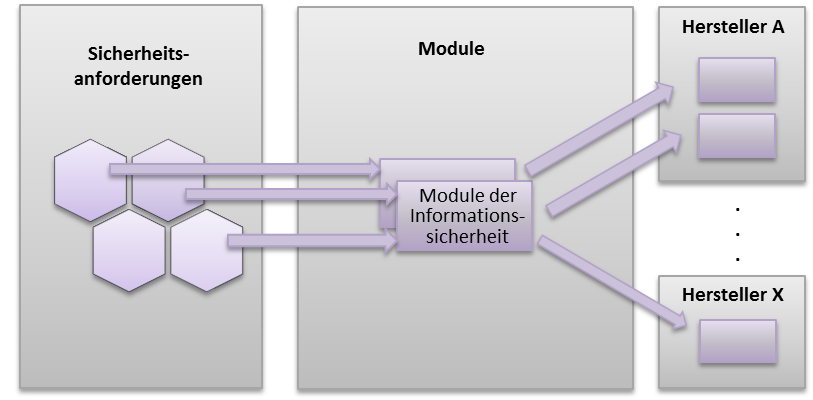 Sicherheits-
anforderungen
Module
Module der
Informations-
sicherheit
Hersteller A
.
.
.
Hersteller X